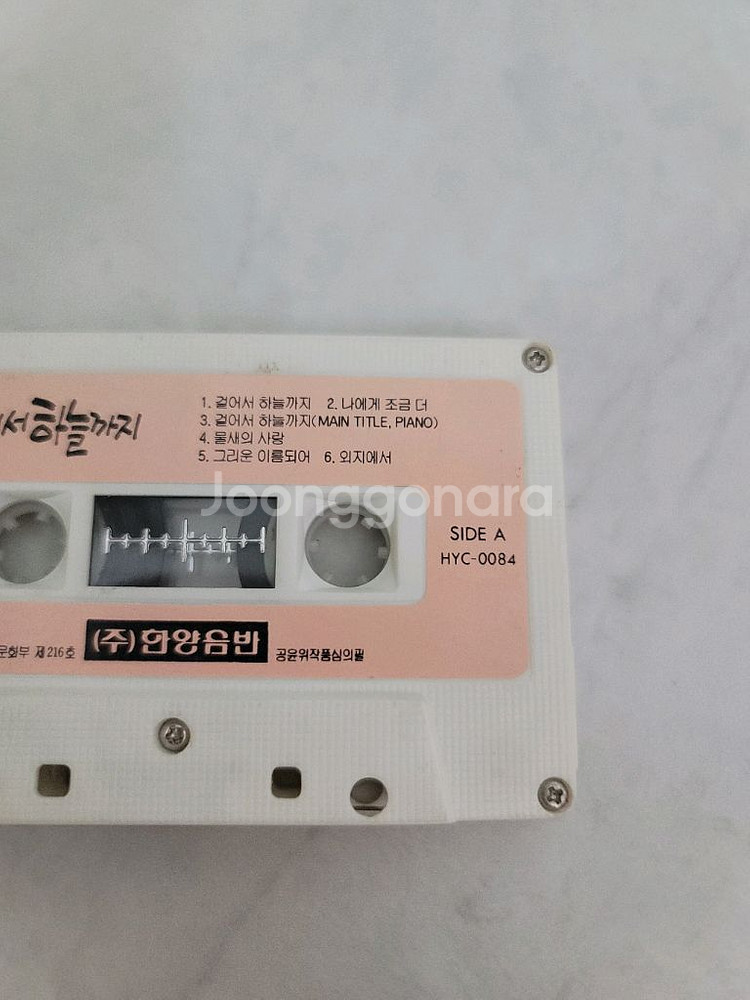 서 하늘까지
1. 걸어서 하늘까지 2. 나에게 조금 더
3. 걸어서 하늘까지(MAIN TITLE, PIANO)
4. 물새의 사랑
5. 그리운 이름되어 6. 외지에서
Joonggonara
SIDE A
HYC-0084
문화부 제216호
(주)한양음반
공윤위작품심의필